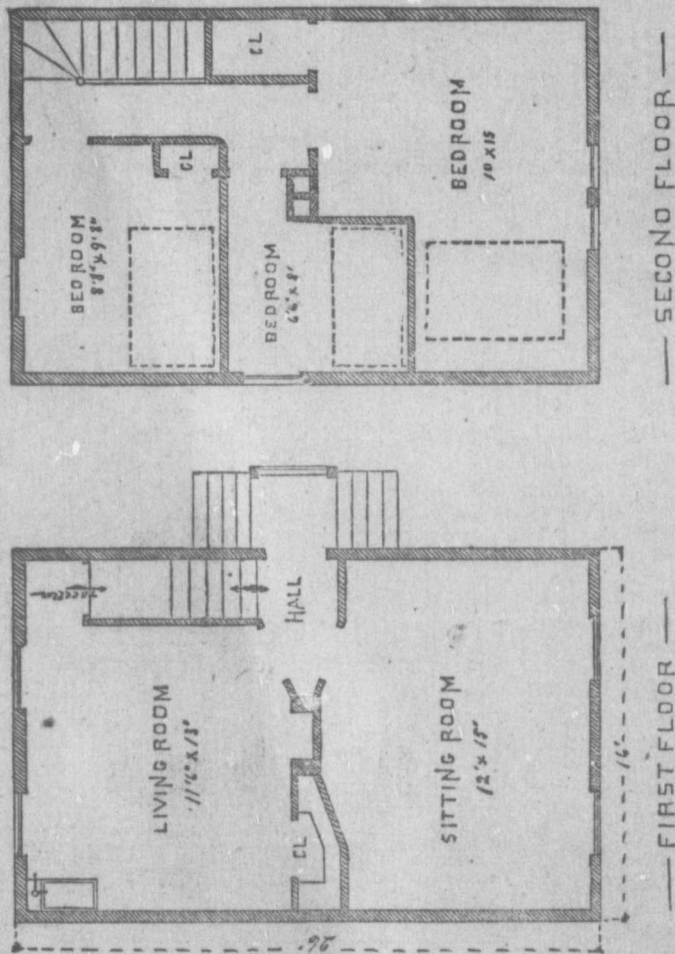 BEDROOM
8'8" X 9'8"
CL
BEDROOM
6'6" X 8'
CL
BEDROOM
10 X 15
— SECOND FLOOR —
LIVING ROOM
11'6" X 15'
HALL
CL
SITTING ROOM
12' X 15'
26'
16'
— FIRST FLOOR —